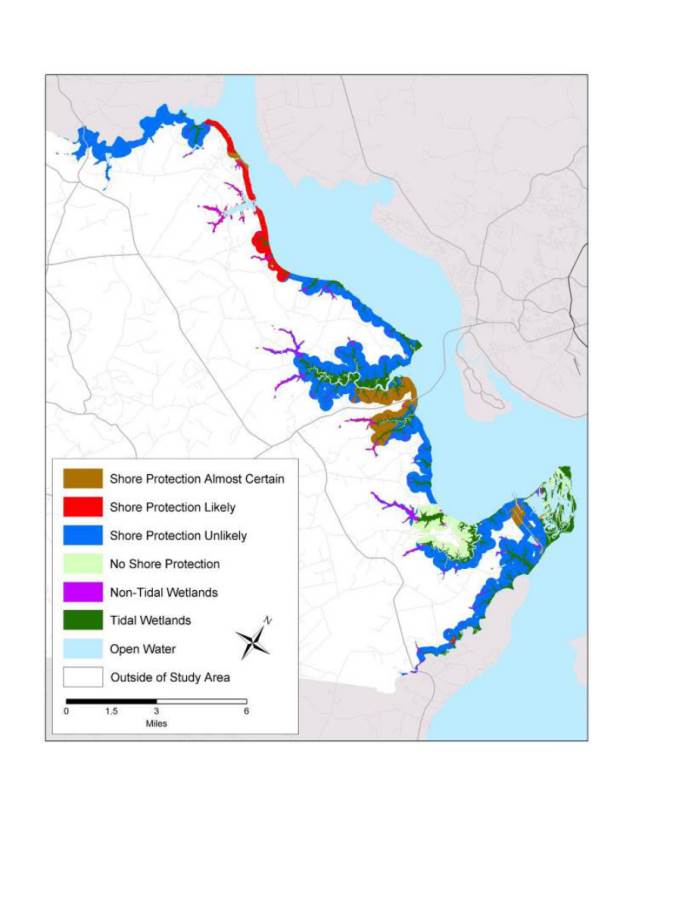 Shore Protection Almost Certain
Shore Protection Likely
Shore Protection Unlikely
No Shore Protection
Non-Tidal Wetlands
Tidal Wetlands
N
Open Water
Outside of Study Area
0 1.5 3 6
Miles